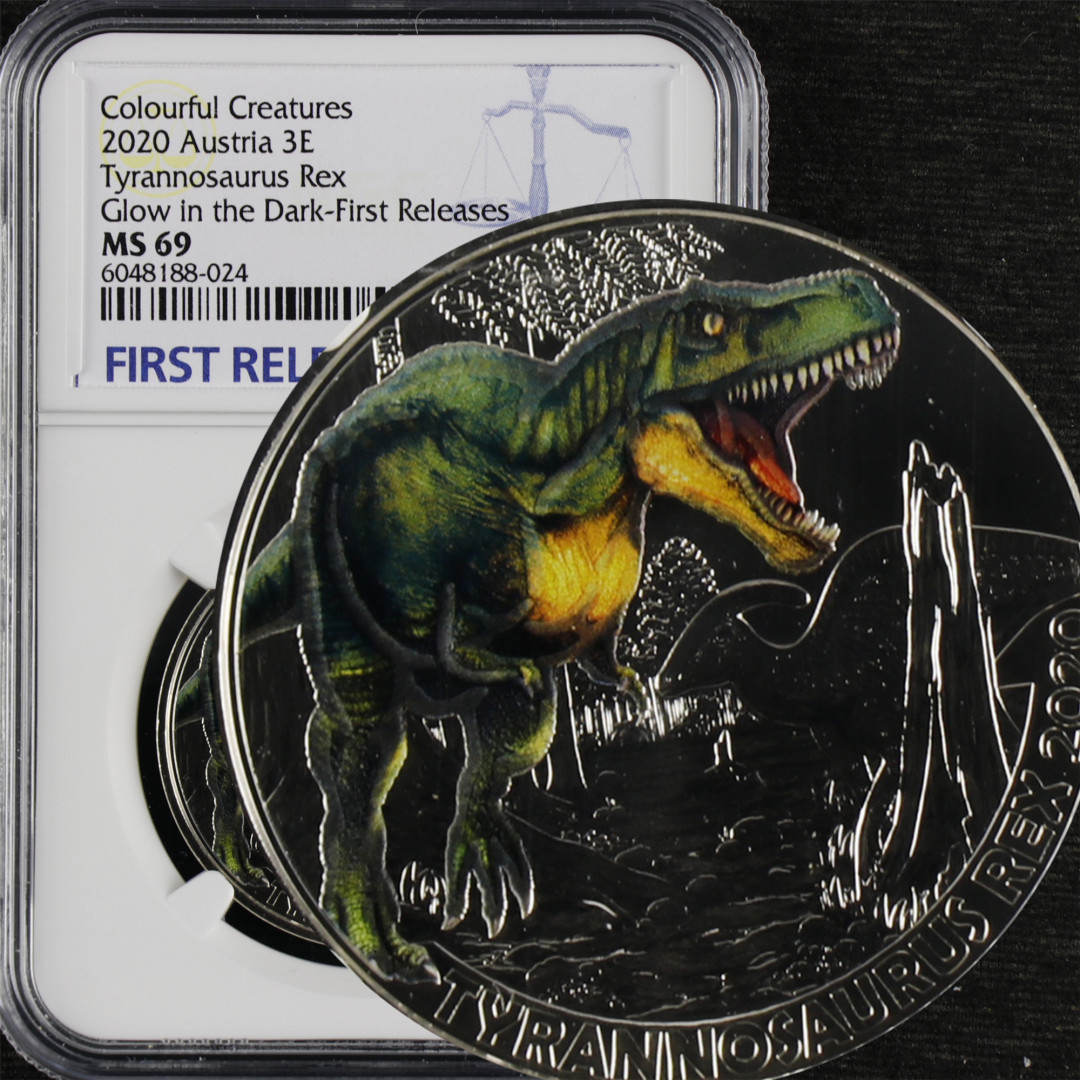 Colourful Creatures
2020 Austria 3E
Tyrannosaurus Rex
Glow in the Dark-First Releases
MS 69
6048188-024
FIRST RELE
TYRANNOSAURUS REX 2020